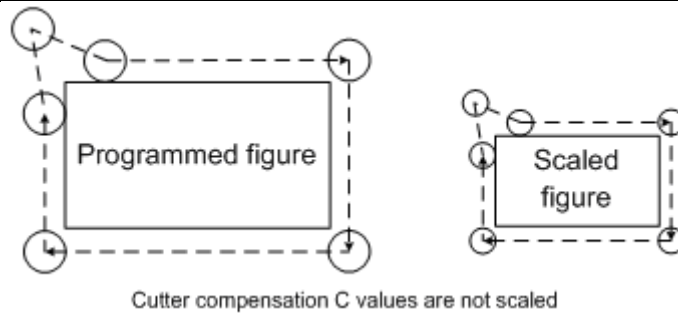 Programmed figure
Scaled
figure
Cutter compensation C values are not scaled